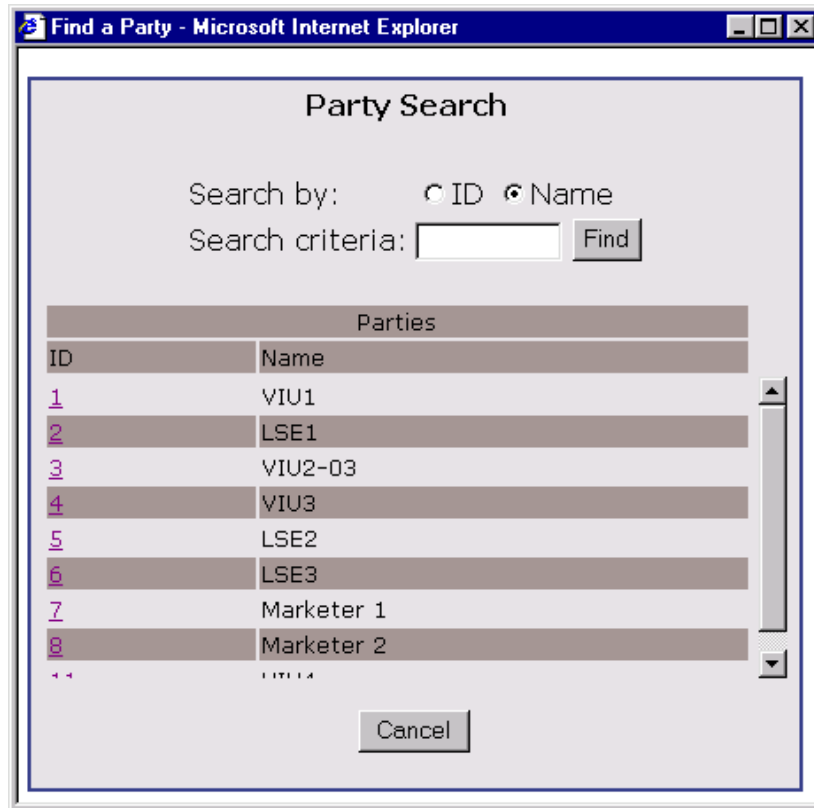 Find a Party - Microsoft Internet Explorer
Party Search
Search by: ID Name
Search criteria: Find
Parties
ID Name
1 VIU1
2 LSE1
3 VIU2-03
4 VIU3
5 LSE2
6 LSE3
7 Marketer 1
8 Marketer 2
Cancel